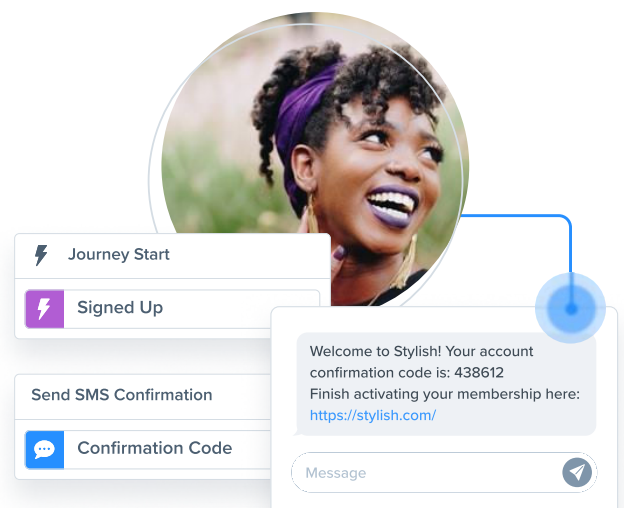 Journey Start
Signed Up
Send SMS Confirmation
Confirmation Code
Welcome to Stylish! Your account
confirmation code is: 438612
Finish activating your membership here:
https://stylish.com/
Message